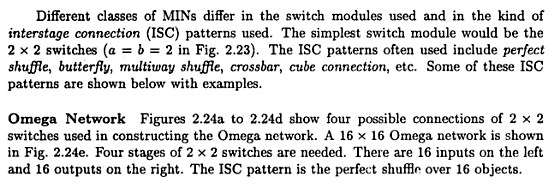 Different classes of MINs differ in the switch modules used and in the kind of
interstage connection (ISC) patterns used. The simplest switch module would be the
2 × 2 switches (a = b = 2 in Fig. 2.23). The ISC patterns often used include perfect
shuffle, butterfly, multiway shuffle, crossbar, cube connection, etc. Some of these ISC
patterns are shown below with examples.
Omega Network Figures 2.24a to 2.24d show four possible connections of 2 × 2
switches used in constructing the Omega network. A 16 × 16 Omega network is shown
in Fig. 2.24e. Four stages of 2 × 2 switches are needed. There are 16 inputs on the left
and 16 outputs on the right. The ISC pattern is the perfect shuffle over 16 objects.